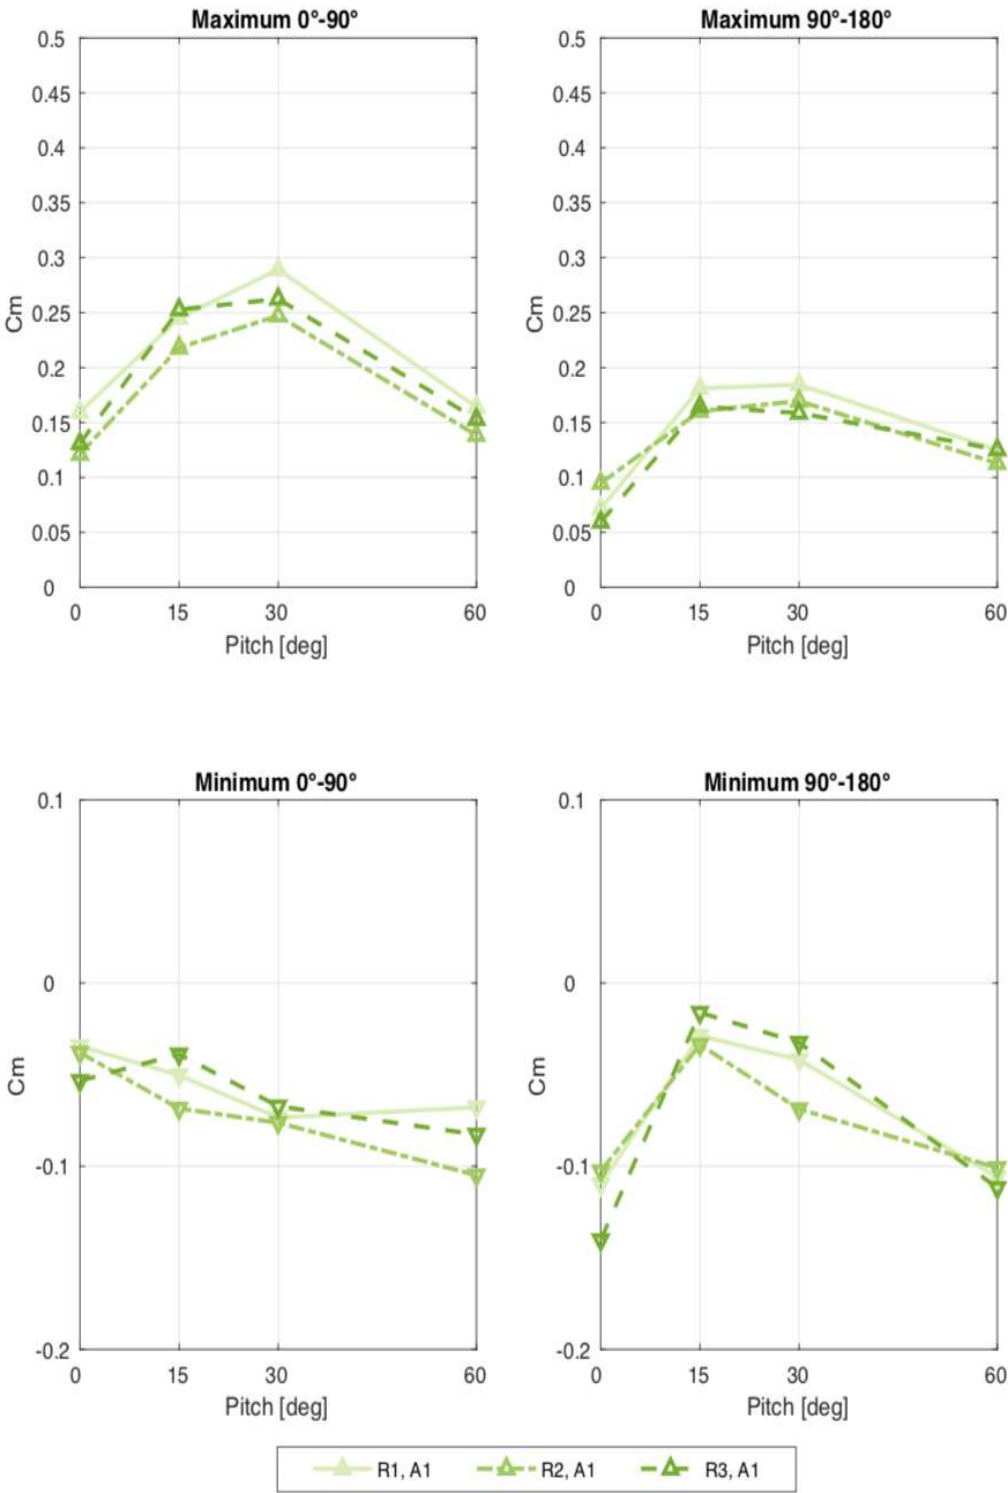 Maximum 0°-90°
0.5
0.45
0.4
0.35
0.3
0.25
0.2
0.15
0.1
0.05
0
Cm
0 15 30 60
Pitch [deg]
Maximum 90°-180°
0.5
0.45
0.4
0.35
0.3
0.25
0.2
0.15
0.1
0.05
0
Cm
0 15 30 60
Pitch [deg]
Minimum 0°-90°
0.1
0
-0.1
-0.2
Cm
0 15 30 60
Pitch [deg]
Minimum 90°-180°
0.1
0
-0.1
-0.2
Cm
0 15 30 60
Pitch [deg]
R1, A1 R2, A1 R3, A1